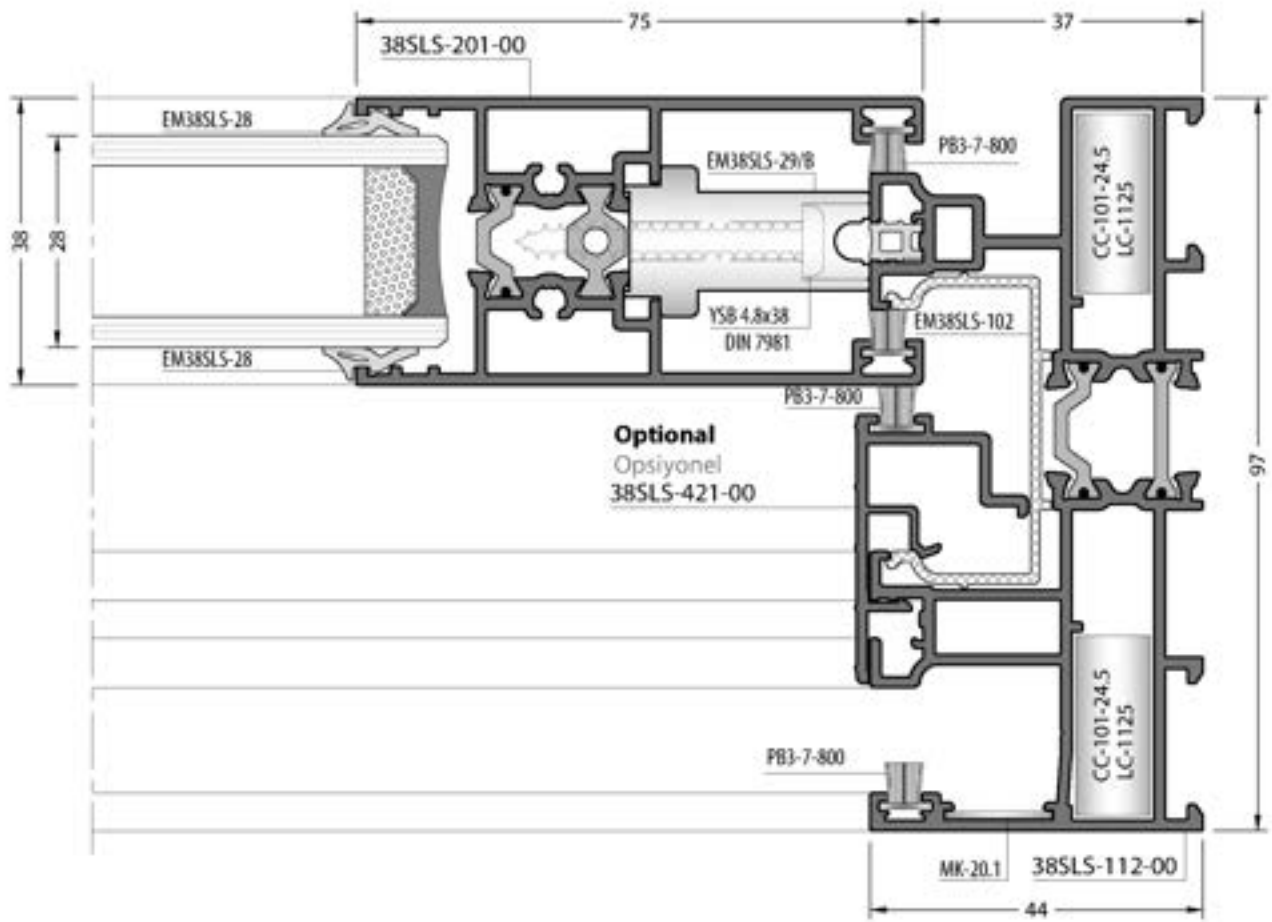 75
37
38SLS-201-00
EM38SLS-28
PB3-7-800
EM38SLS-29/B
CC-101-24.5
LC-1125
38
28
YSB 4.8x38
DIN 7981
EM38SLS-102
EM38SLS-28
PB3-7-800
Optional
Opsiyonel
38SLS-421-00
97
CC-101-24.5
LC-1125
PB3-7-800
MK-20.1
38SLS-112-00
44